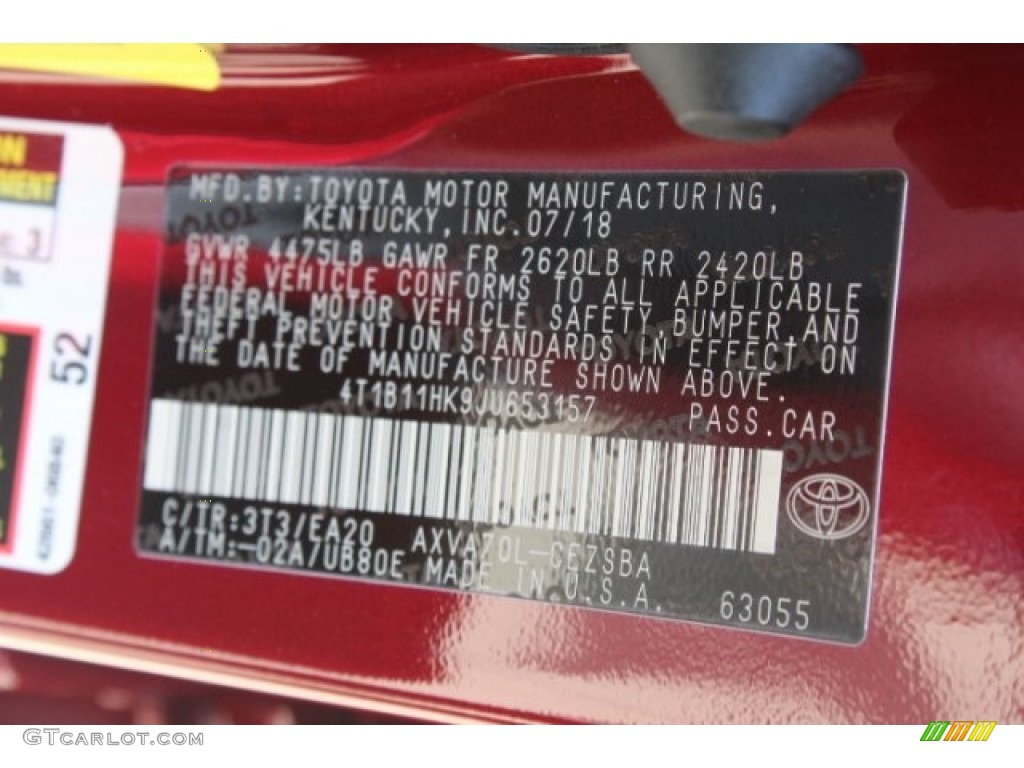 MFD.BY:TOYOTA MOTOR MANUFACTURING,
KENTUCKY,INC.07/18
GVWR 4475LB GAWR FR 2620LB RR 2420LB
THIS VEHICLE CONFORMS TO ALL APPLICABLE
FEDERAL MOTOR VEHICLE SAFETY,BUMPER,AND
THEFT PREVENTION STANDARDS IN EFFECT ON
THE DATE OF MANUFACTURE SHOWN ABOVE.
4T1B11HK9JU653157 PASS.CAR
C/TR:3T3/EA20 AXVA70L-CEZSBA
A/TM:-02A/UB80E MADE IN U.S.A.
63055
52
GTCarlot.com